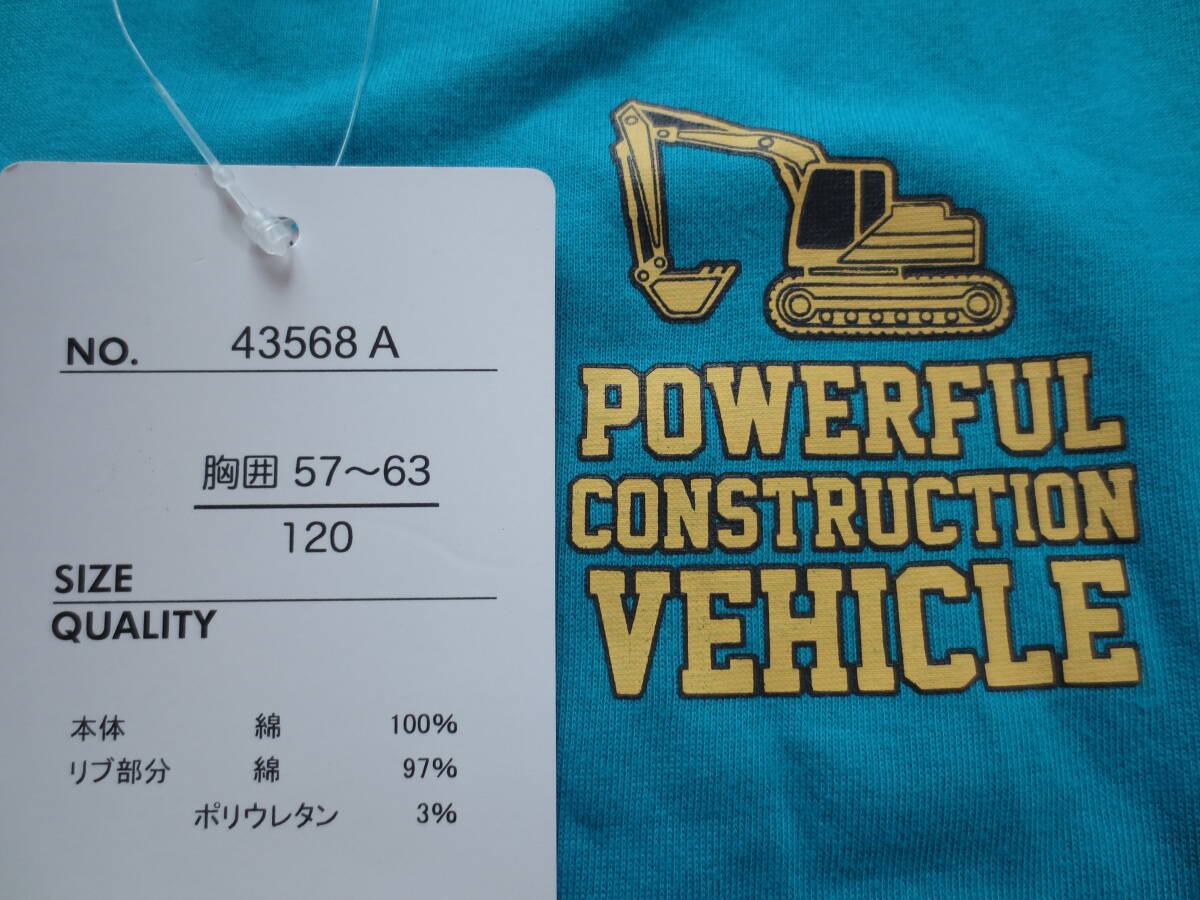 NO. 43568 A
胸囲 57～63
120
SIZE
QUALITY
本体 綿 100%
リブ部分 綿 97%
ポリウレタン 3%
POWERFUL
CONSTRUCTION
VEHICLE